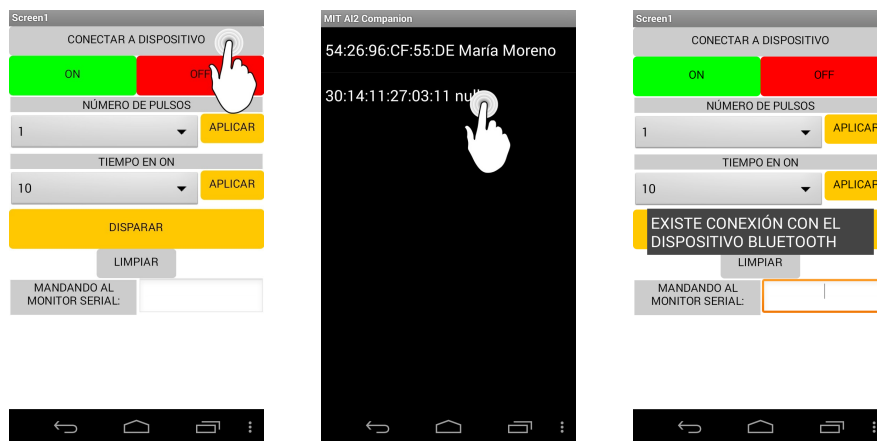 Screen1
CONECTAR A DISPOSITIVO
ON OFF
NÚMERO DE PULSOS
1 APLICAR
TIEMPO EN ON
10 APLICAR
DISPARAR
LIMPIAR
MANDANDO AL
MONITOR SERIAL:
MIT AI2 Companion
54:26:96:CF:55:DE María Moreno
30:14:11:27:03:11 null
Screen1
CONECTAR A DISPOSITIVO
ON OFF
NÚMERO DE PULSOS
1 APLICAR
TIEMPO EN ON
10 APLICAR
EXISTE CONEXIÓN CON EL
DISPOSITIVO BLUETOOTH
LIMPIAR
MANDANDO AL
MONITOR SERIAL: